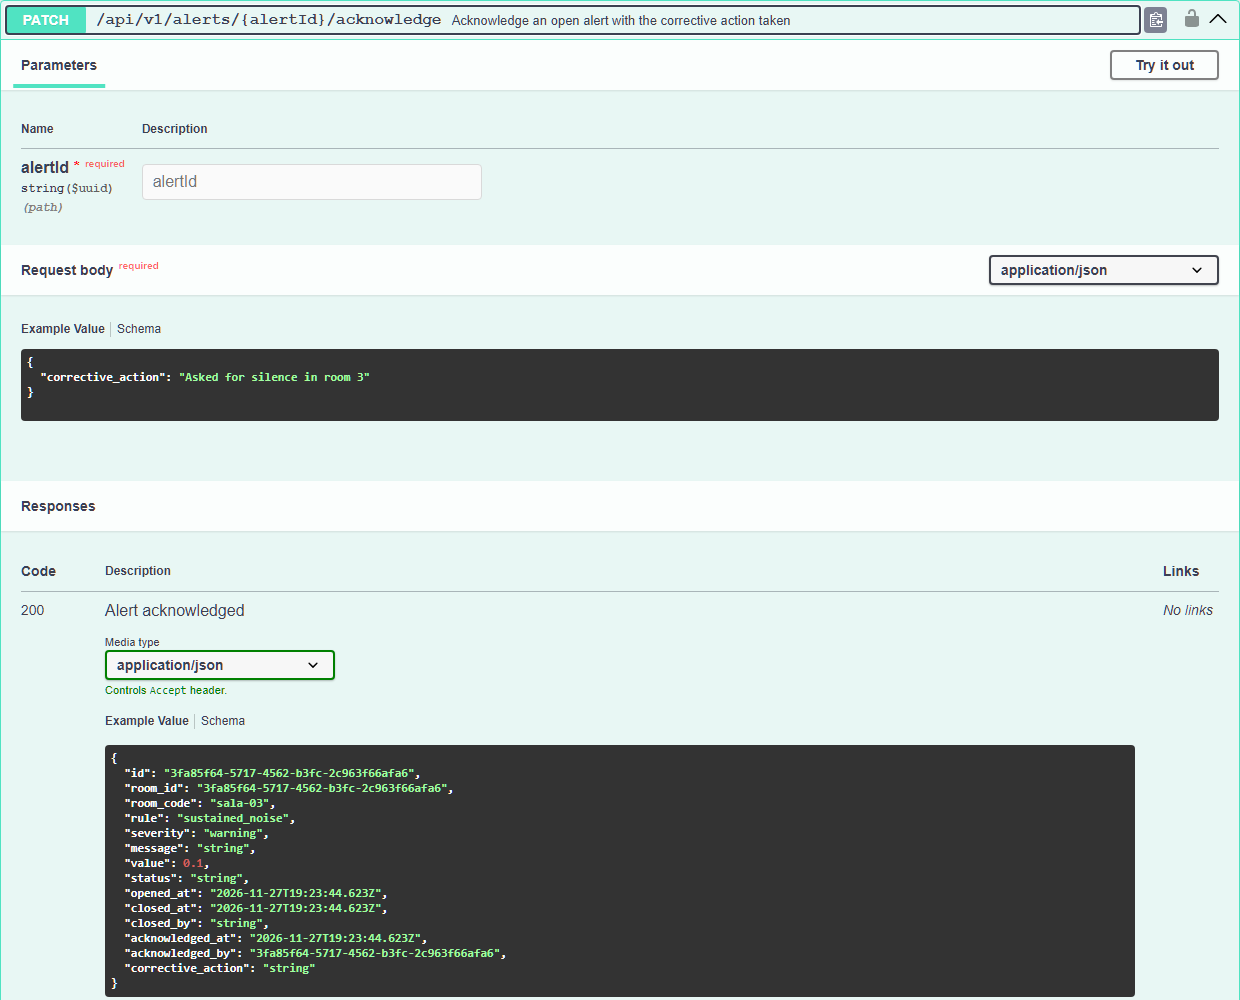 PATCH /api/v1/alerts/{alertId}/acknowledge Acknowledge an open alert with the corrective action taken
Parameters
Try it out
Name Description
alertId * required
string($uuid)
(path)
alertId
Request body required
application/json
Example Value Schema
{
  "corrective_action": "Asked for silence in room 3"
}
Responses
Code Description Links
200 Alert acknowledged No links
Media type
application/json
Controls Accept header.
Example Value Schema
{
  "id": "3fa85f64-5717-4562-b3fc-2c963f66afa6",
  "room_id": "3fa85f64-5717-4562-b3fc-2c963f66afa6",
  "room_code": "sala-03",
  "rule": "sustained_noise",
  "severity": "warning",
  "message": "string",
  "value": 0.1,
  "status": "string",
  "opened_at": "2026-11-27T19:23:44.623Z",
  "closed_at": "2026-11-27T19:23:44.623Z",
  "closed_by": "string",
  "acknowledged_at": "2026-11-27T19:23:44.623Z",
  "acknowledged_by": "3fa85f64-5717-4562-b3fc-2c963f66afa6",
  "corrective_action": "string"
}